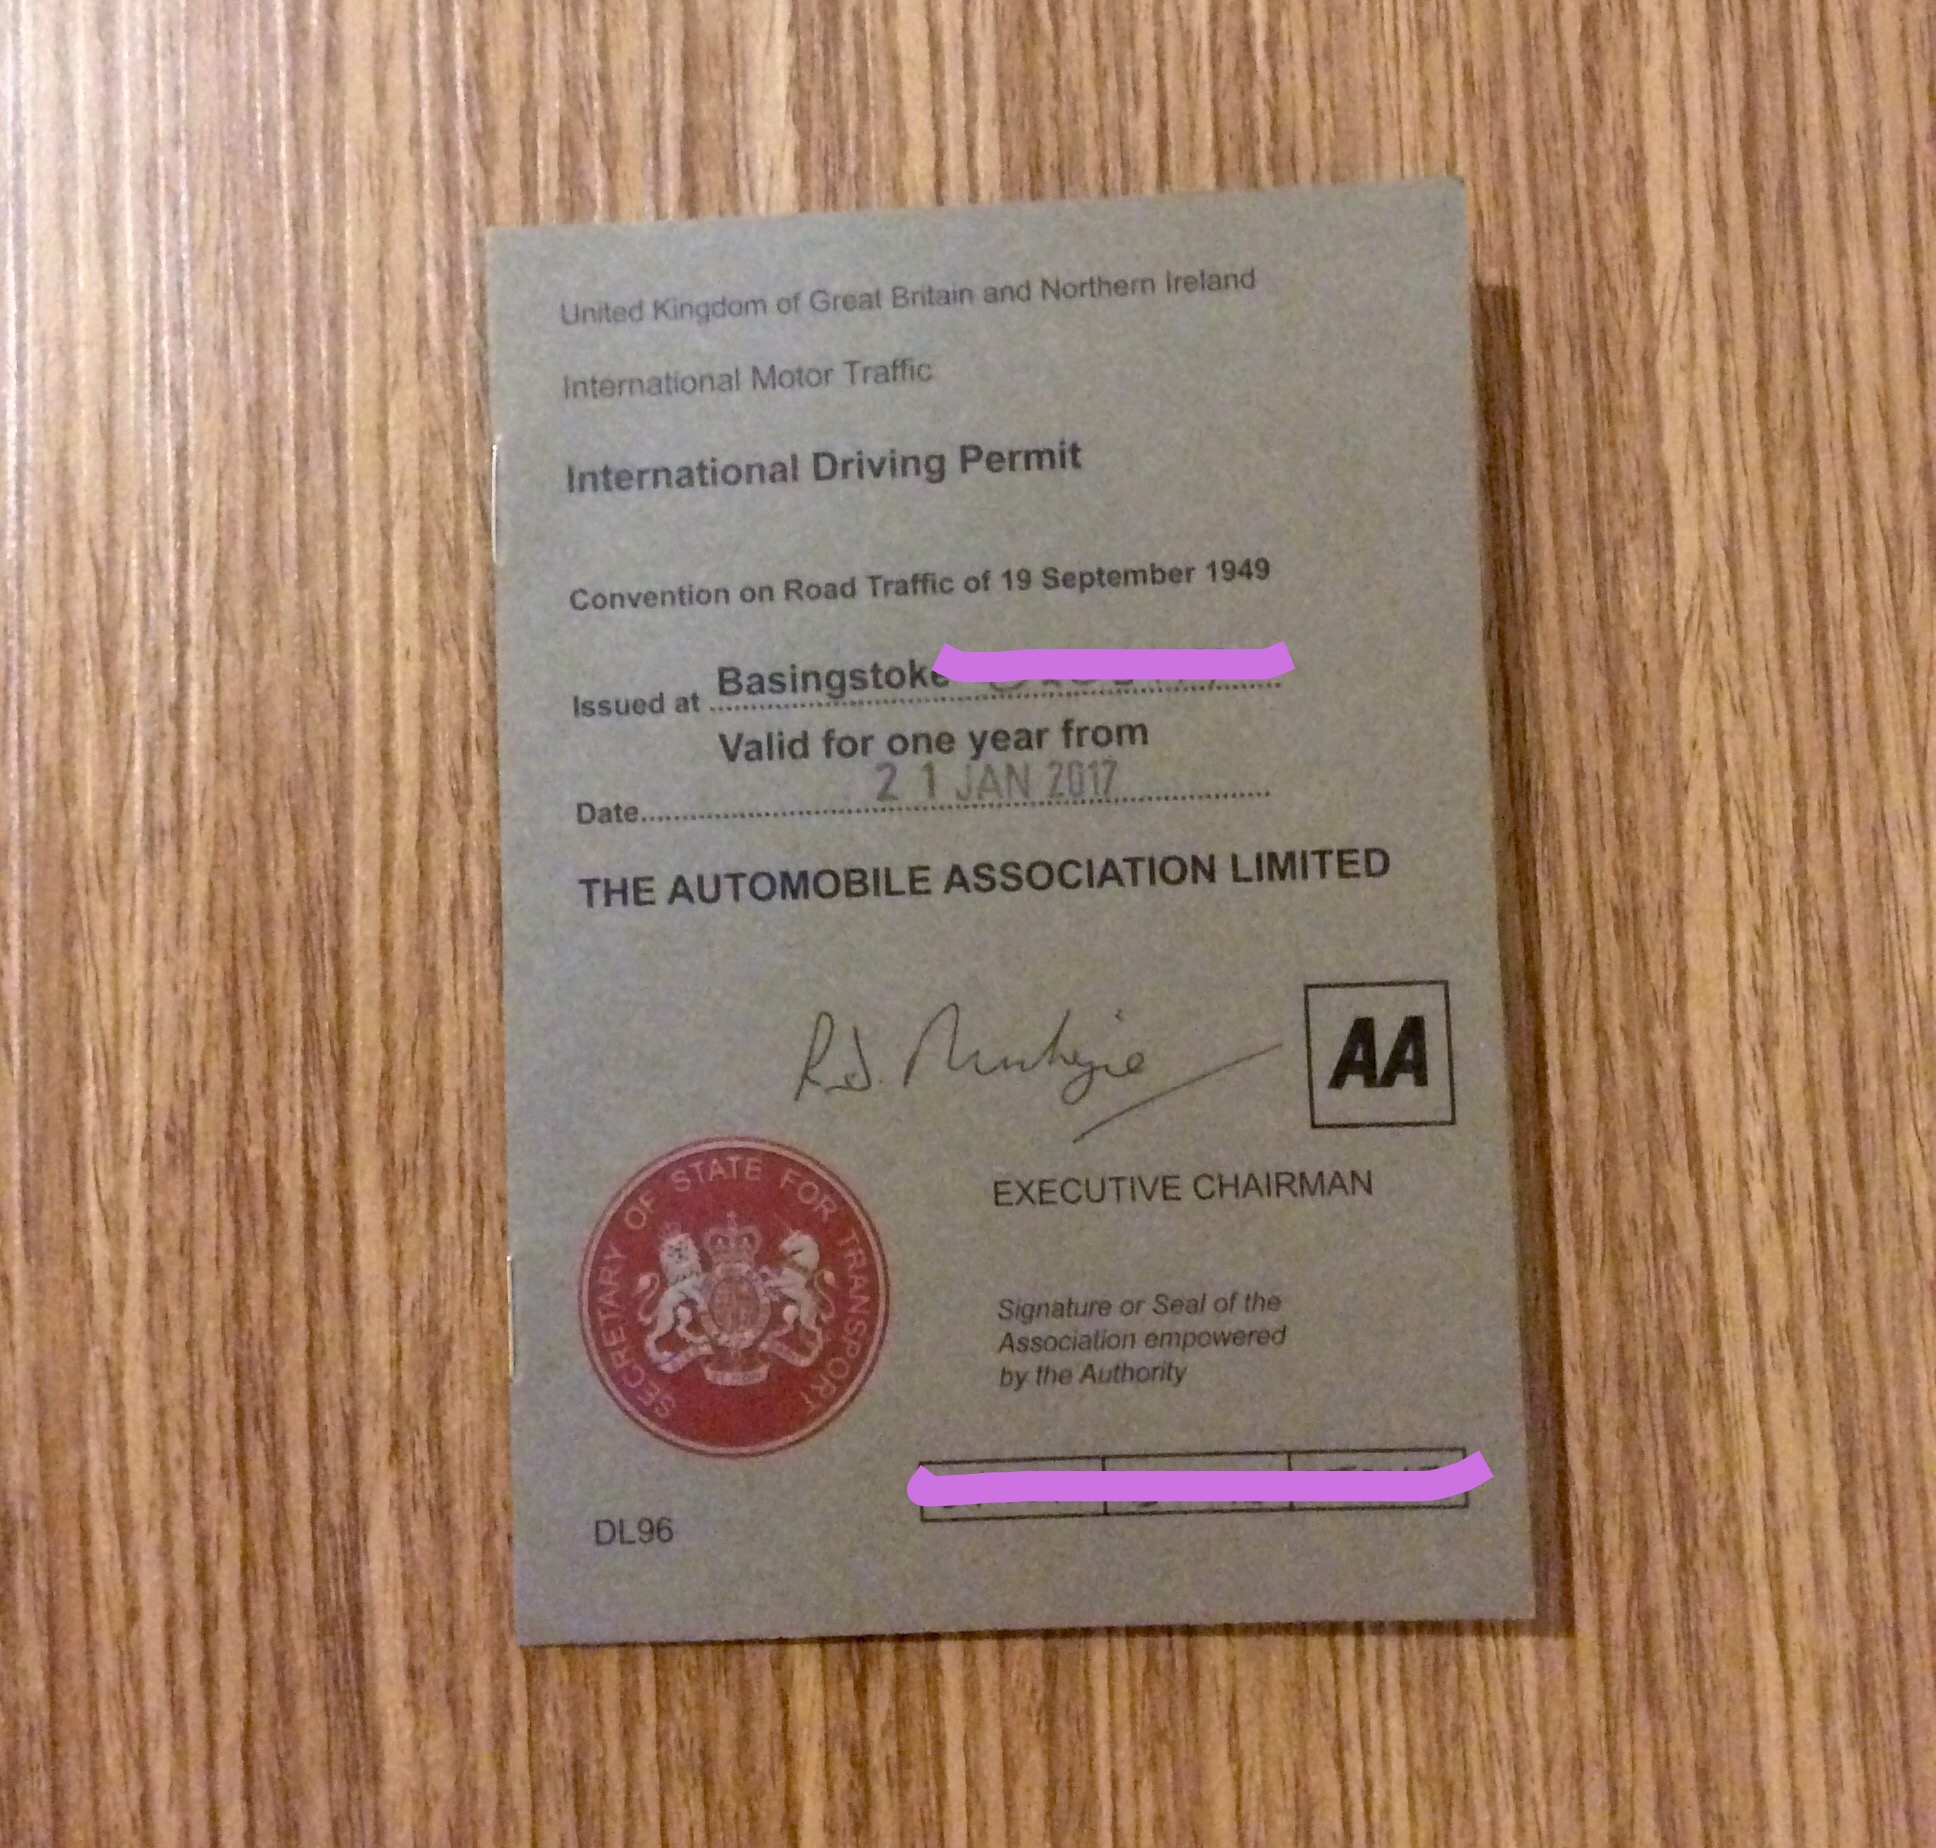 United Kingdom of Great Britain and Northern Ireland
International Motor Traffic
International Driving Permit
Convention on Road Traffic of 19 September 1949
Issued at Basingstoke
Valid for one year from
Date 21 JAN 2017
THE AUTOMOBILE ASSOCIATION LIMITED
AA
EXECUTIVE CHAIRMAN
SECRETARY OF STATE FOR TRANSPORT
Signature or Seal of the
Association empowered
by the Authority
DL96